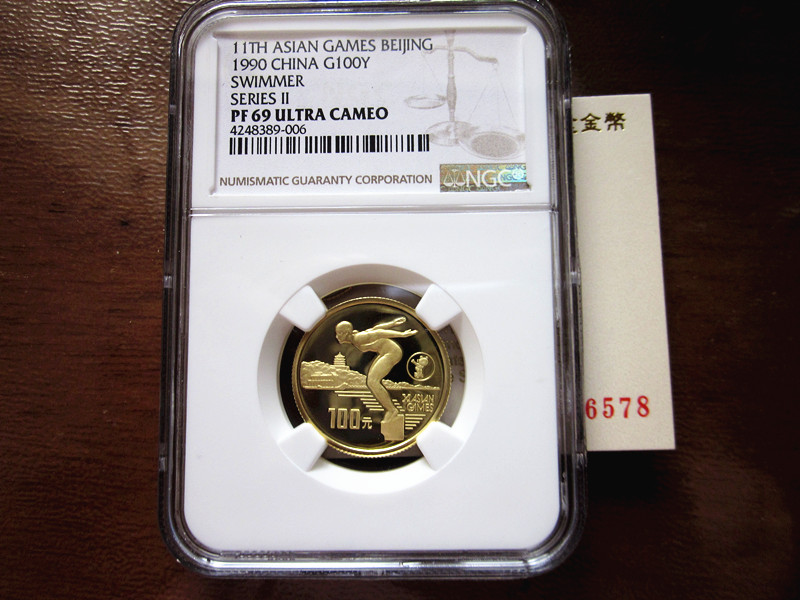 11TH ASIAN GAMES BEIJING
1990 CHINA G100Y
SWIMMER
SERIES II
PF 69 ULTRA CAMEO
4248389-006
NUMISMATIC GUARANTY CORPORATION
NGC
金幣
6578
XI ASIAN
GAMES
100元